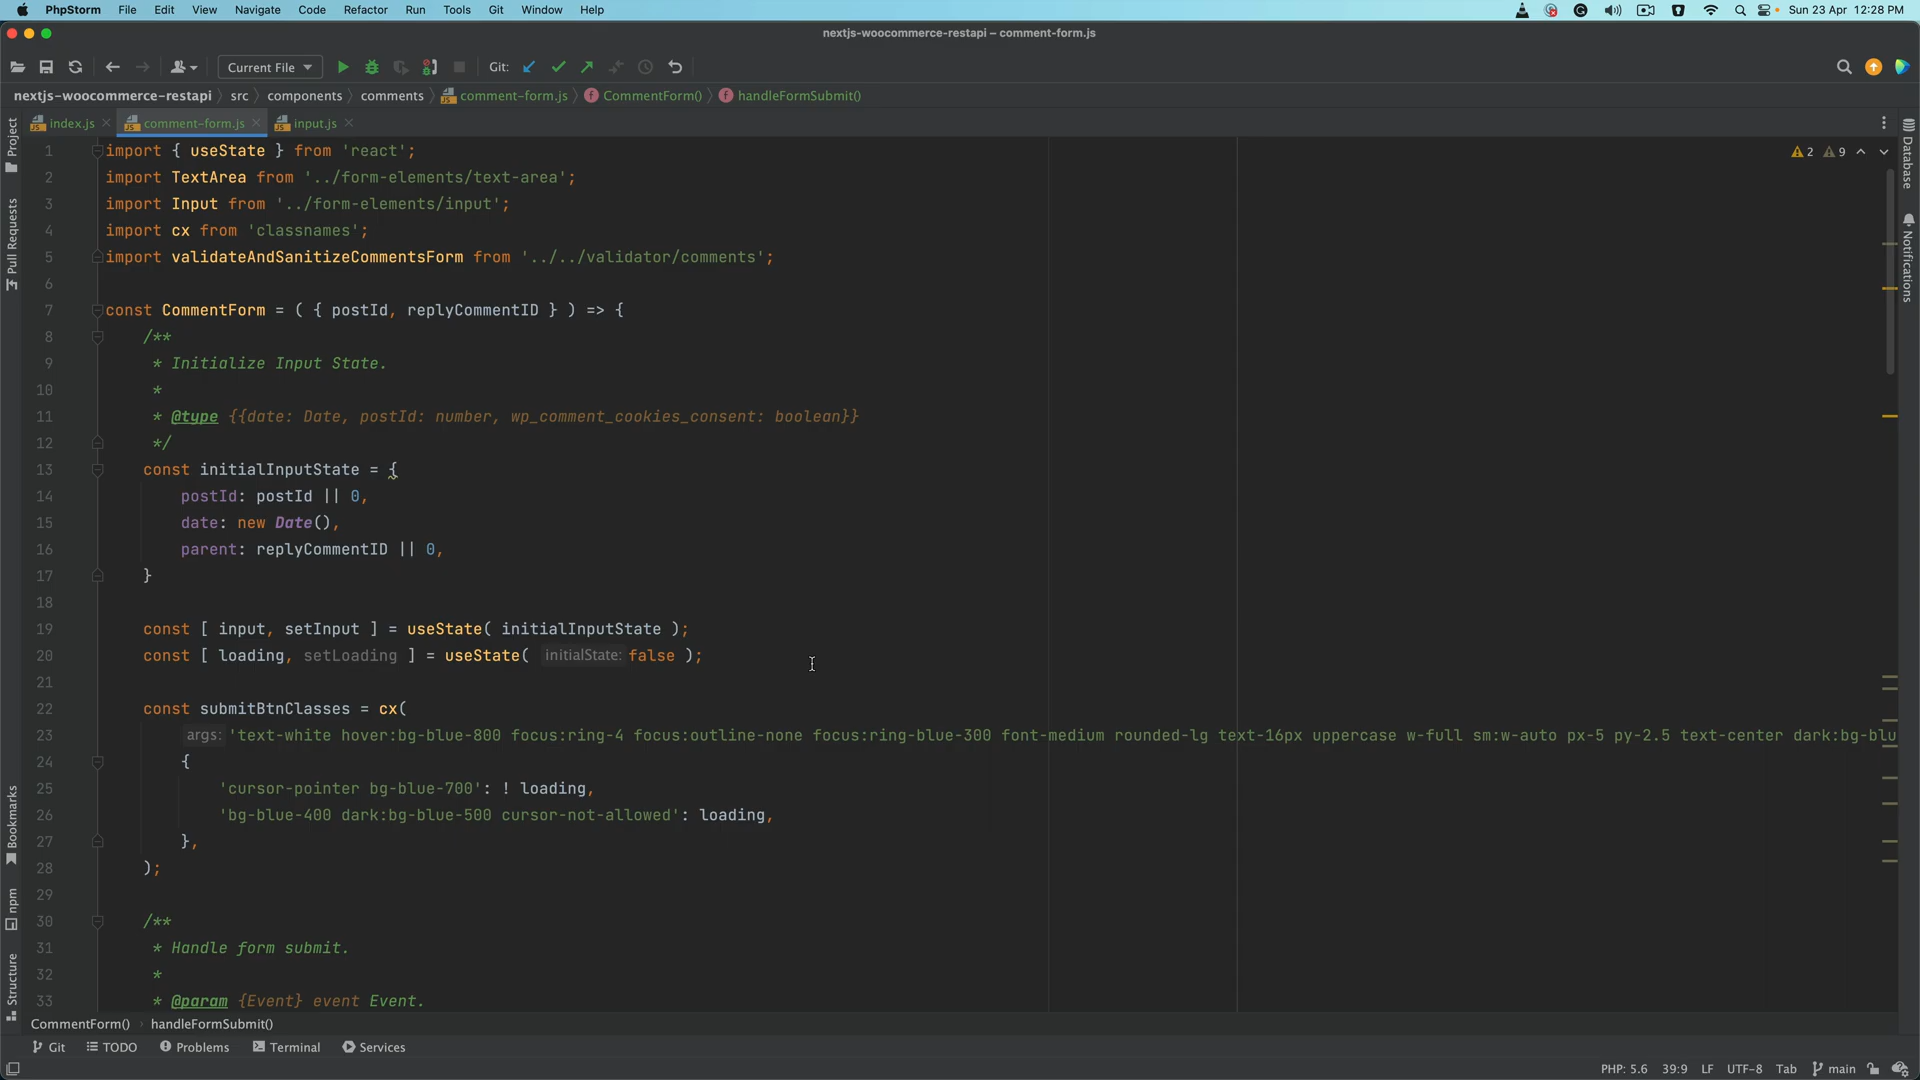 PhpStorm File Edit View Navigate Code Refactor Run Tools Git Window Help Sun 23 Apr 12:28 PM
nextjs-woocommerce-restapi – comment-form.js
Current File Git:
nextjs-woocommerce-restapi src components comments comment-form.js CommentForm() handleFormSubmit()
index.js comment-form.js input.js
Project
Pull Requests
Bookmarks
npm
Structure
1 import { useState } from 'react';
2 import TextArea from '../form-elements/text-area';
3 import Input from '../form-elements/input';
4 import cx from 'classnames';
5 import validateAndSanitizeCommentsForm from '../../validator/comments';
6
7 const CommentForm = ( { postId, replyCommentID } ) => {
8 /**
9 * Initialize Input State.
10 *
11 * @type {{date: Date, postId: number, wp_comment_cookies_consent: boolean}}
12 */
13 const initialInputState = {
14 postId: postId || 0,
15 date: new Date(),
16 parent: replyCommentID || 0,
17 }
18
19 const [ input, setInput ] = useState( initialInputState );
20 const [ loading, setLoading ] = useState( initialState: false );
21
22 const submitBtnClasses = cx(
23 args: 'text-white hover:bg-blue-800 focus:ring-4 focus:outline-none focus:ring-blue-300 font-medium rounded-lg text-16px uppercase w-full sm:w-auto px-5 py-2.5 text-center dark:bg-blu
24 {
25 'cursor-pointer bg-blue-700': ! loading,
26 'bg-blue-400 dark:bg-blue-500 cursor-not-allowed': loading,
27 },
28 );
29
30 /**
31 * Handle form submit.
32 *
33 * @param {Event} event Event.
2 9
Database
Notifications
CommentForm() handleFormSubmit()
Git TODO Problems Terminal Services
PHP: 5.6 39:9 LF UTF-8 Tab main